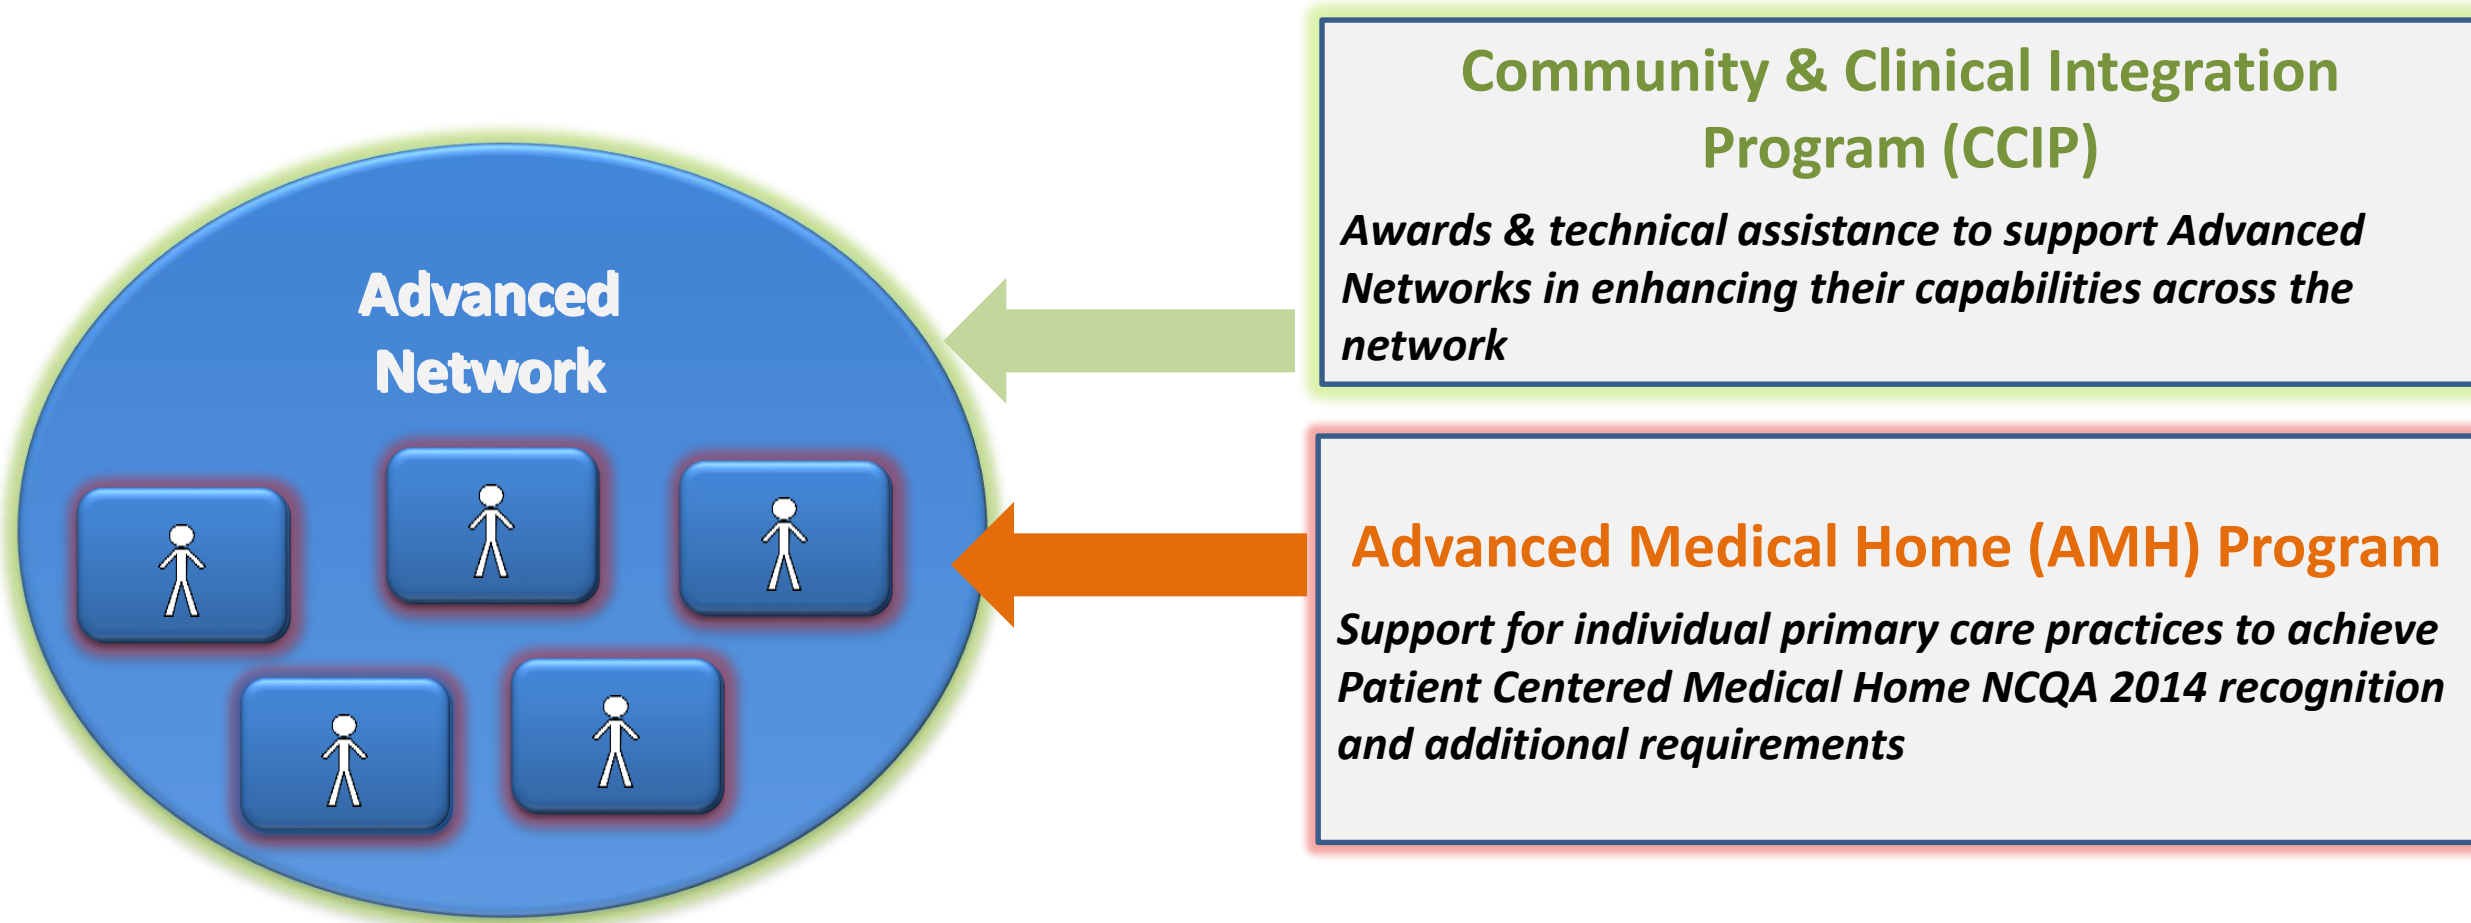 Advanced
Network
Community & Clinical Integration
Program (CCIP)
Awards & technical assistance to support Advanced
Networks in enhancing their capabilities across the
network
Advanced Medical Home (AMH) Program
Support for individual primary care practices to achieve
Patient Centered Medical Home NCQA 2014 recognition
and additional requirements